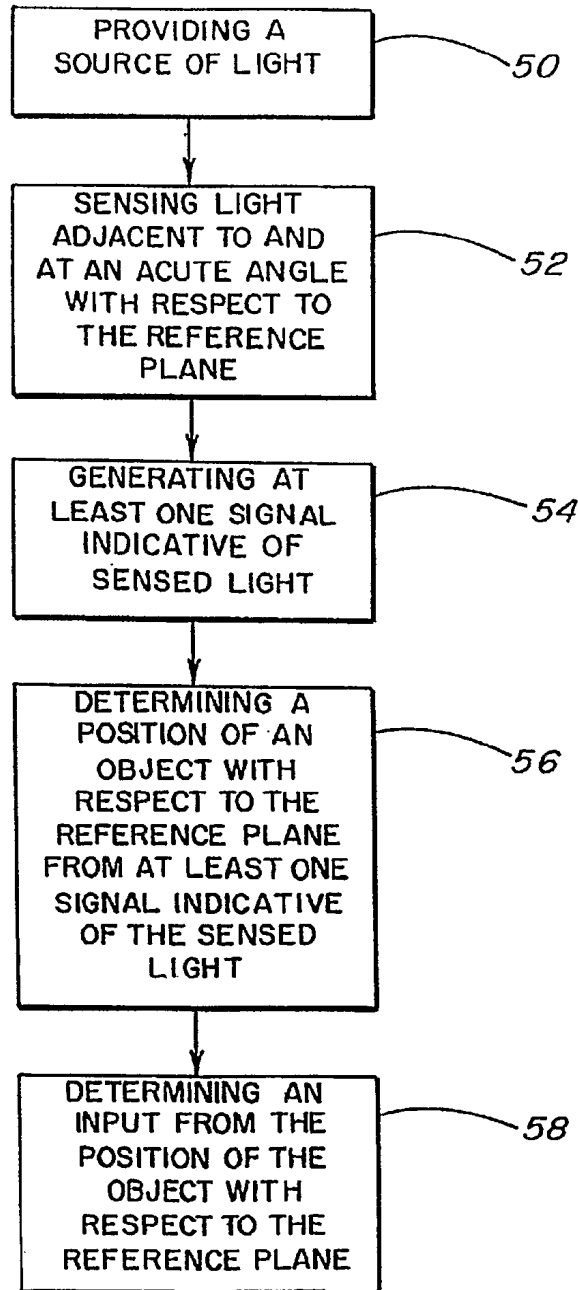 PROVIDING A
SOURCE OF LIGHT
50
SENSING LIGHT
ADJACENT TO AND
AT AN ACUTE ANGLE
WITH RESPECT TO
THE REFERENCE
PLANE
52
GENERATING AT
LEAST ONE SIGNAL
INDICATIVE OF
SENSED LIGHT
54
DETERMINING A
POSITION OF AN
OBJECT WITH
RESPECT TO THE
REFERENCE PLANE
FROM AT LEAST ONE
SIGNAL INDICATIVE
OF THE SENSED
LIGHT
56
DETERMINING AN
INPUT FROM THE
POSITION OF THE
OBJECT WITH
RESPECT TO THE
REFERENCE PLANE
58